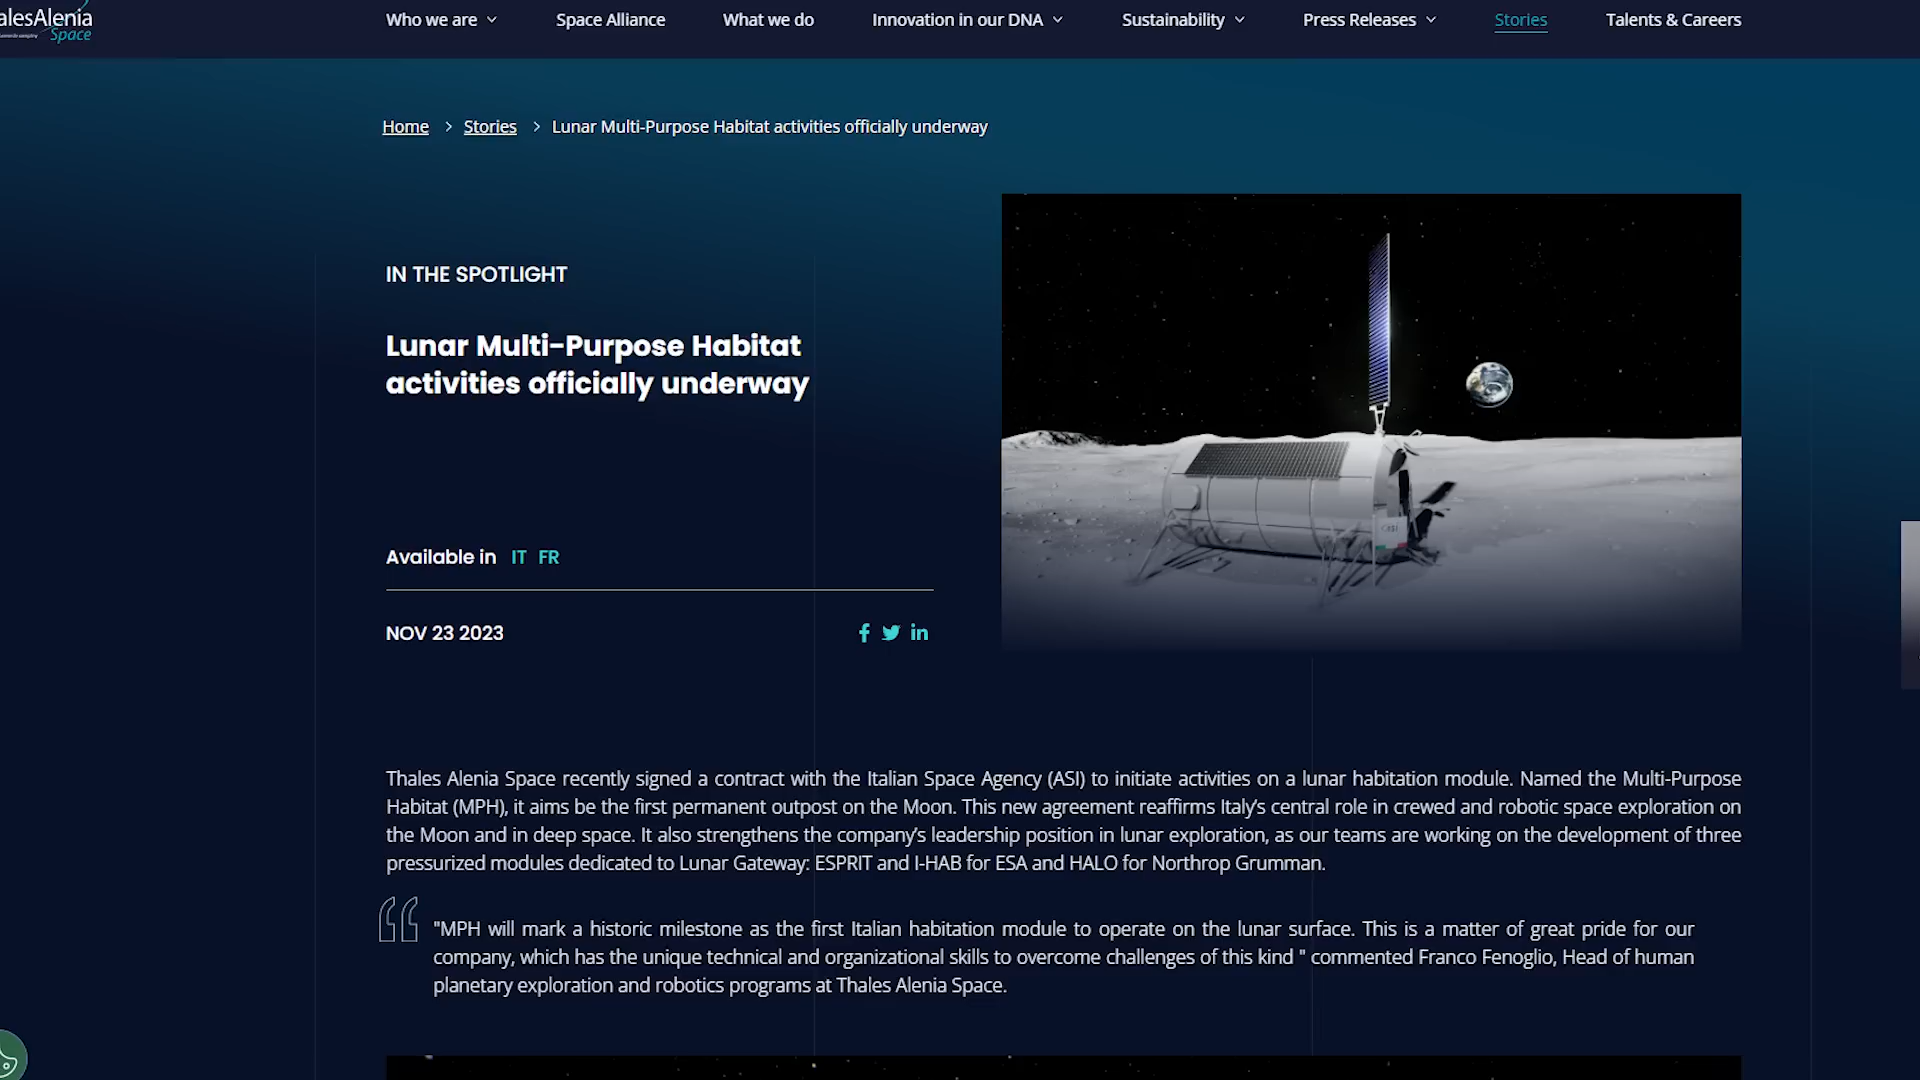 alesAlenia
Space
Who we are
Space Alliance
What we do
Innovation in our DNA
Sustainability
Press Releases
Stories
Talents & Careers
Home > Stories > Lunar Multi-Purpose Habitat activities officially underway
IN THE SPOTLIGHT
Lunar Multi-Purpose Habitat
activities officially underway
Available in IT FR
NOV 23 2023
Thales Alenia Space recently signed a contract with the Italian Space Agency (ASI) to initiate activities on a lunar habitation module. Named the Multi-Purpose
Habitat (MPH), it aims be the first permanent outpost on the Moon. This new agreement reaffirms Italy's central role in crewed and robotic space exploration on
the Moon and in deep space. It also strengthens the company's leadership position in lunar exploration, as our teams are working on the development of three
pressurized modules dedicated to Lunar Gateway: ESPRIT and I-HAB for ESA and HALO for Northrop Grumman.
"MPH will mark a historic milestone as the first Italian habitation module to operate on the lunar surface. This is a matter of great pride for our
company, which has the unique technical and organizational skills to overcome challenges of this kind " commented Franco Fenoglio, Head of human
planetary exploration and robotics programs at Thales Alenia Space.